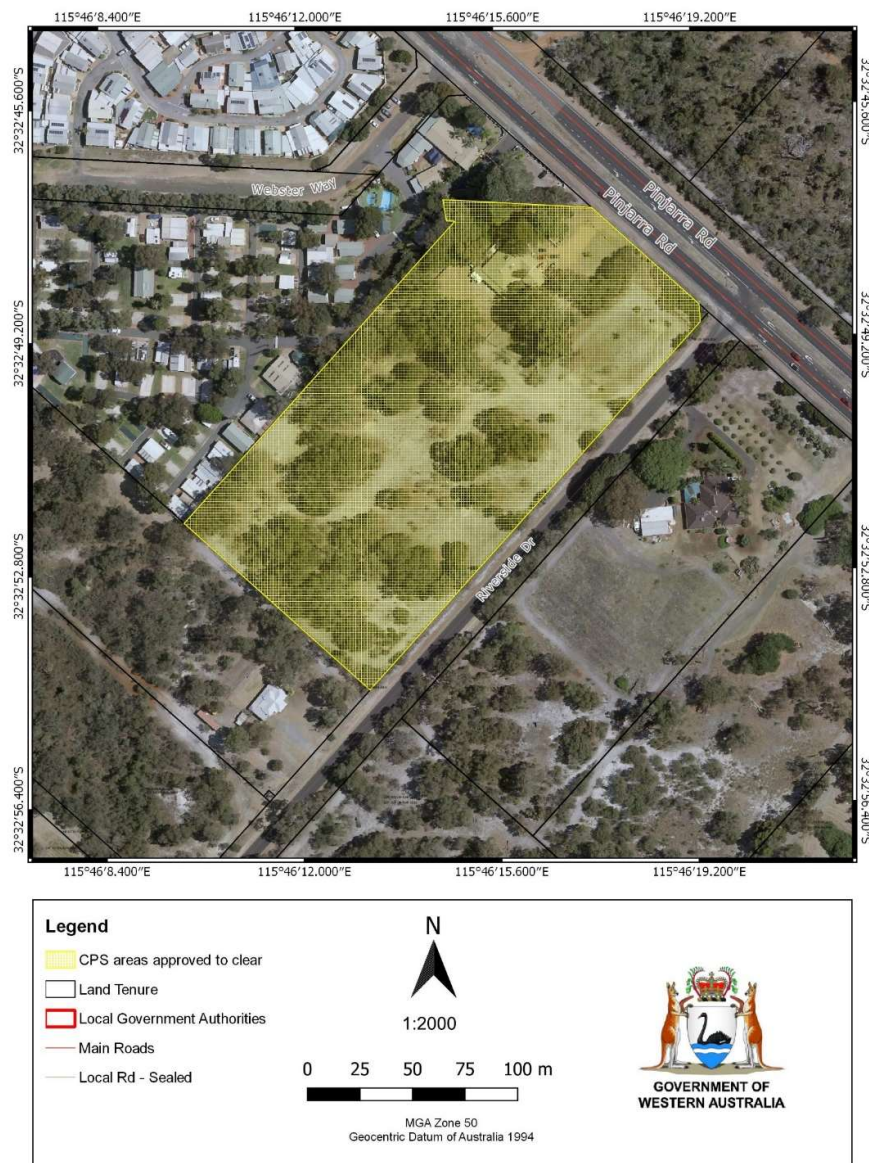 115°46'8.400"E 115°46'12.000"E 115°46'15.600"E 115°46'19.200"E
32°32'45.600"S
32°32'49.200"S
32°32'52.800"S
32°32'56.400"S
32°32'45.600"S
32°32'49.200"S
32°32'52.800"S
32°32'56.400"S
Webster Way
Pinjarra Rd
Pinjarra Rd
Riverside Dr
115°46'8.400"E 115°46'12.000"E 115°46'15.600"E 115°46'19.200"E
Legend
CPS areas approved to clear
Land Tenure
Local Government Authorities
Main Roads
Local Rd - Sealed
N
1:2000
0 25 50 75 100 m
MGA Zone 50
Geocentric Datum of Australia 1994
GOVERNMENT OF
WESTERN AUSTRALIA